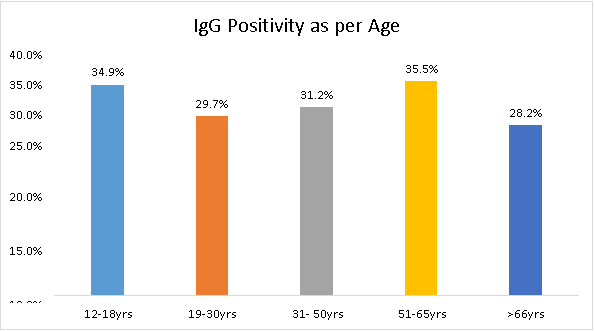 IgG Positivity as per Age
40.0%
35.0%
30.0%
25.0%
20.0%
15.0%
34.9%
29.7%
31.2%
35.5%
28.2%
12-18yrs
19-30yrs
31- 50yrs
51-65yrs
>66yrs